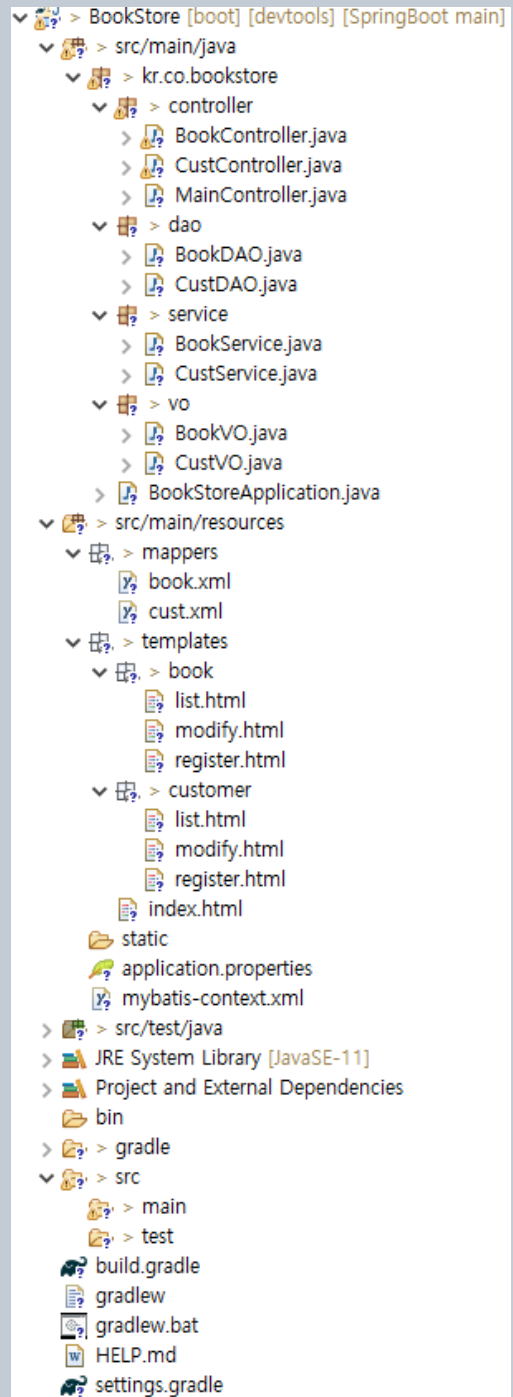 > BookStore [boot] [devtools] [SpringBoot main]
> src/main/java
> kr.co.bookstore
> controller
> BookController.java
> CustController.java
> MainController.java
> dao
> BookDAO.java
> CustDAO.java
> service
> BookService.java
> CustService.java
> vo
> BookVO.java
> CustVO.java
> BookStoreApplication.java
> src/main/resources
> mappers
book.xml
cust.xml
> templates
> book
list.html
modify.html
register.html
> customer
list.html
modify.html
register.html
index.html
static
application.properties
mybatis-context.xml
> src/test/java
> JRE System Library [JavaSE-11]
> Project and External Dependencies
bin
> gradle
> src
> main
> test
build.gradle
gradlew
gradlew.bat
HELP.md
settings.gradle